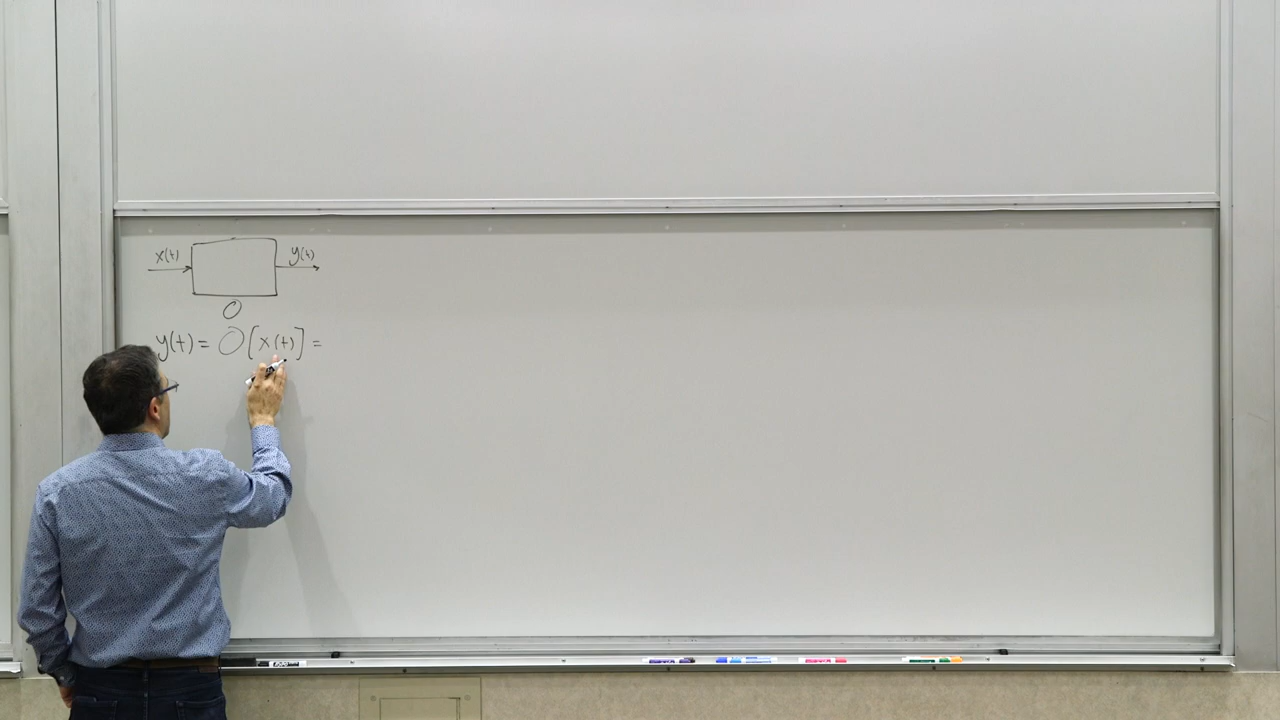 x(t) y(t)
O
y(t) = O[x(t)] =